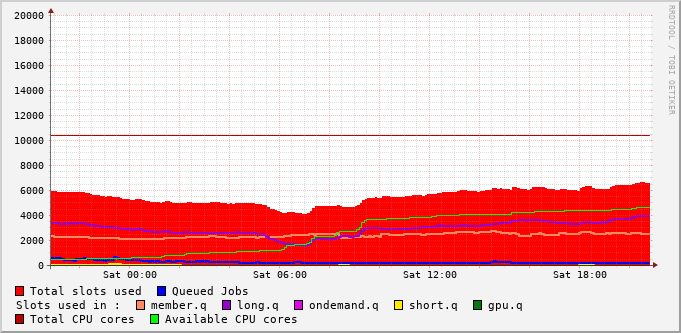 20000
18000
16000
14000
12000
10000
8000
6000
4000
2000
0
Sat 00:00 Sat 06:00 Sat 12:00 Sat 18:00
Total slots used Queued Jobs
Slots used in : member.q long.q ondemand.q short.q gpu.q
Total CPU cores Available CPU cores
RRDTOOL / TOBI OETIKER